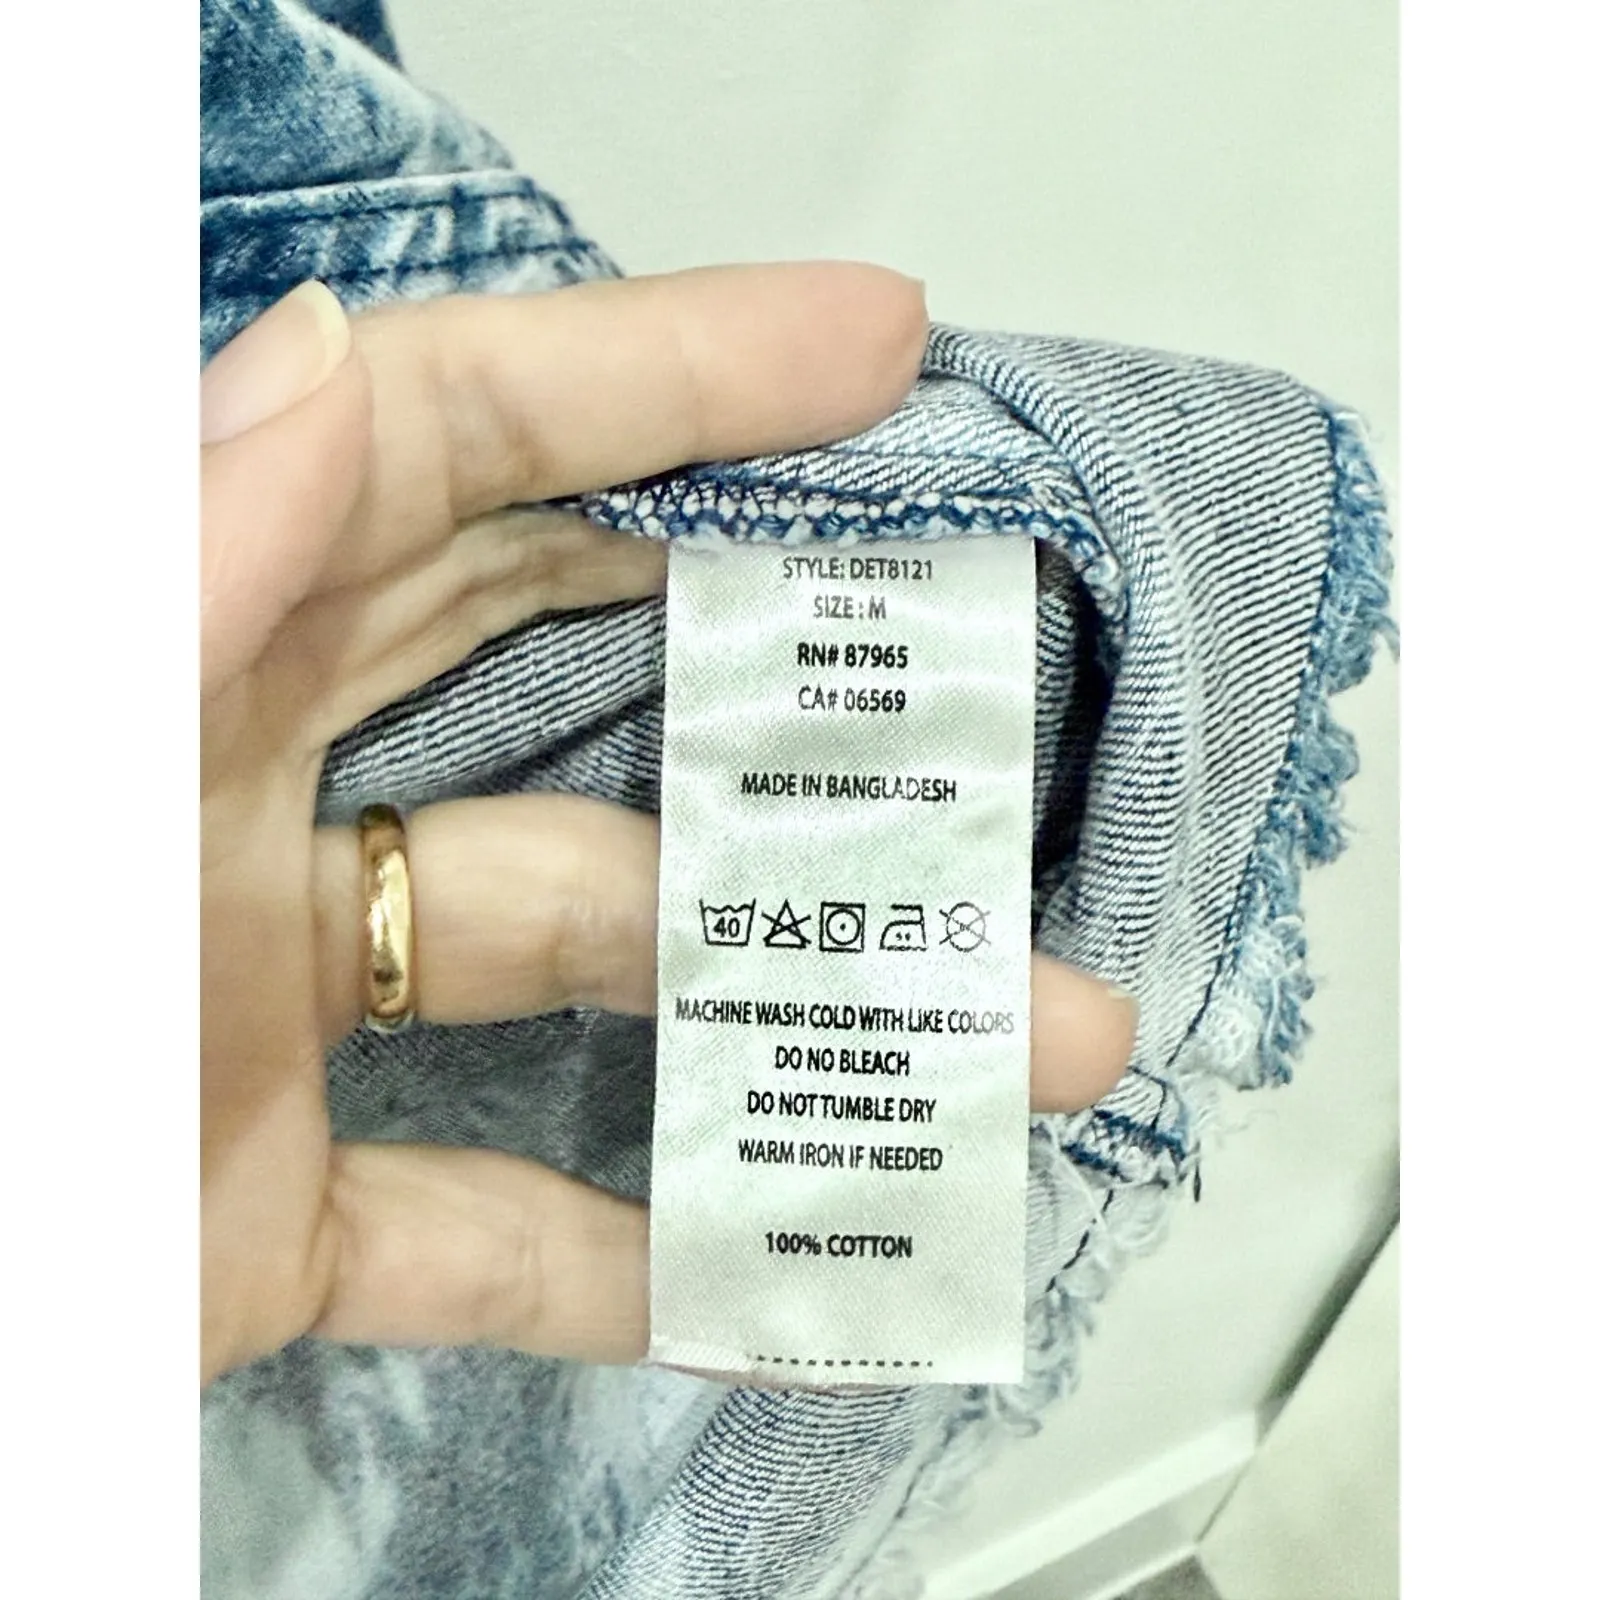 STYLE: DET8121
SIZE : M
RN# 87965
CA# 06569
MADE IN BANGLADESH
40
MACHINE WASH COLD WITH LIKE COLORS
DO NO BLEACH
DO NOT TUMBLE DRY
WARM IRON IF NEEDED
100% COTTON